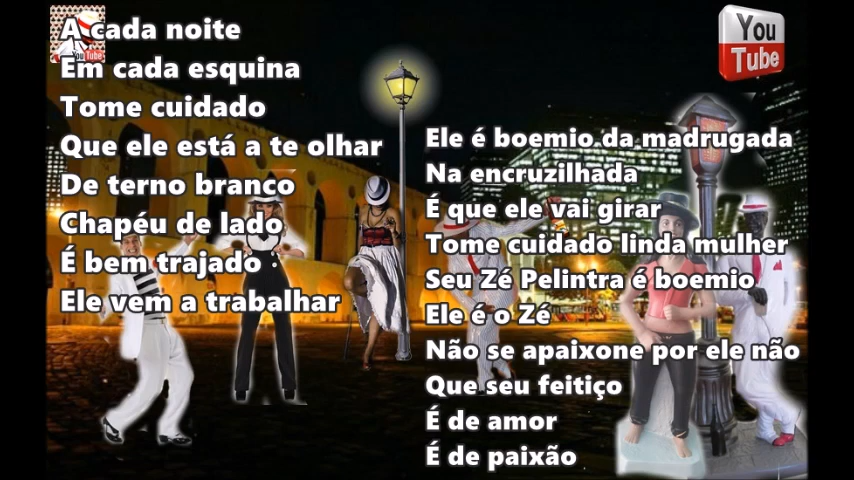 A cada noite
Em cada esquina
Tome cuidado
Que ele está a te olhar
De terno branco
Chapéu de lado
É bem trajado
Ele vem a trabalhar
Ele é boemio da madrugada
Na encruzilhada
É que ele vai girar
Tome cuidado linda mulher
Seu Zé Pelintra é boemio
Ele é o Zé
Não se apaixone por ele não
Que seu feitiço
É de amor
É de paixão
You
Tube
You Tube